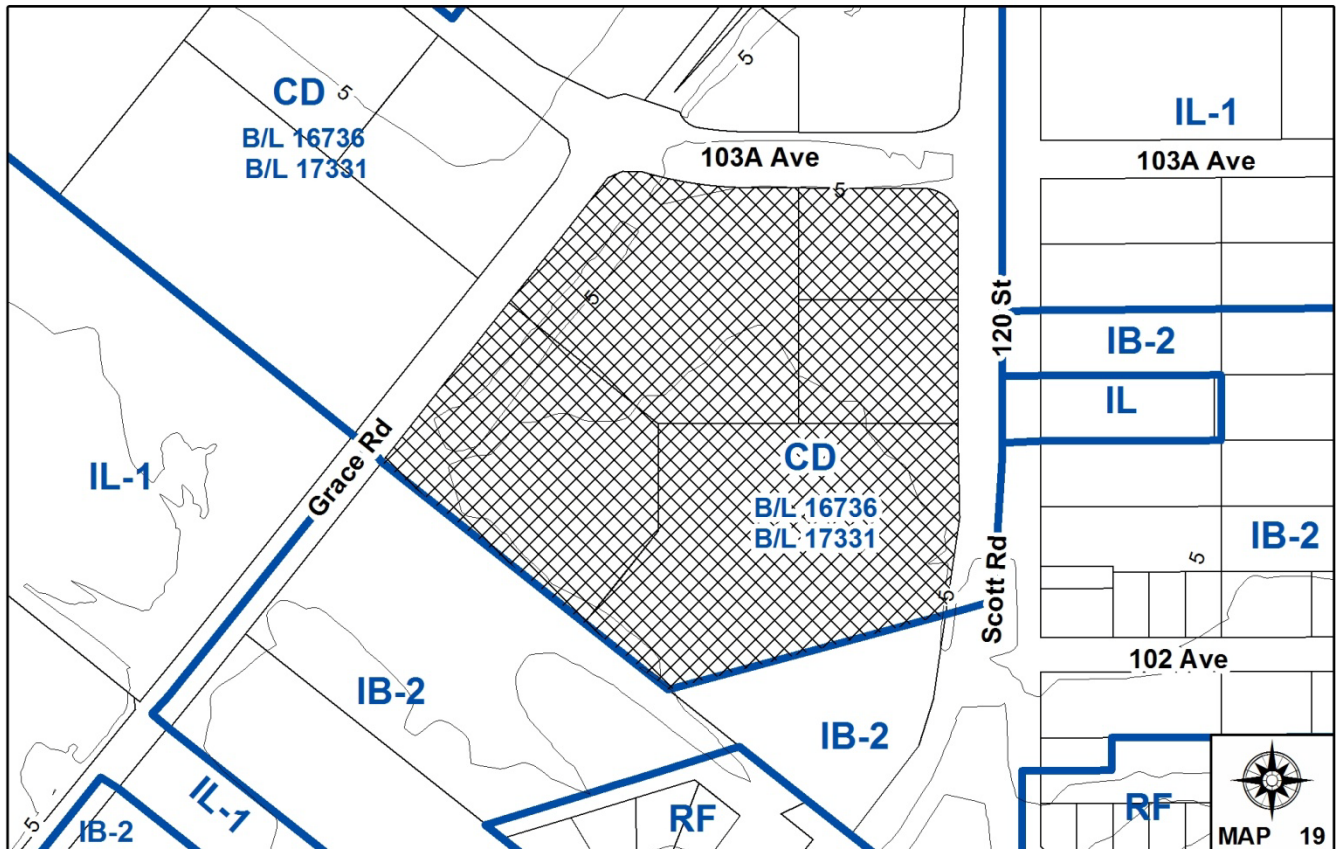 CD
5
B/L 16736
B/L 17331
5
IL-1
103A Ave
103A Ave
5
5
120 St
IB-2
IL
CD
B/L 16736
B/L 17331
IL-1
Grace Rd
IB-2
5
Scott Rd
5
102 Ave
IB-2
IB-2
IL-1
RF
RF
5
IB-2
MAP 19